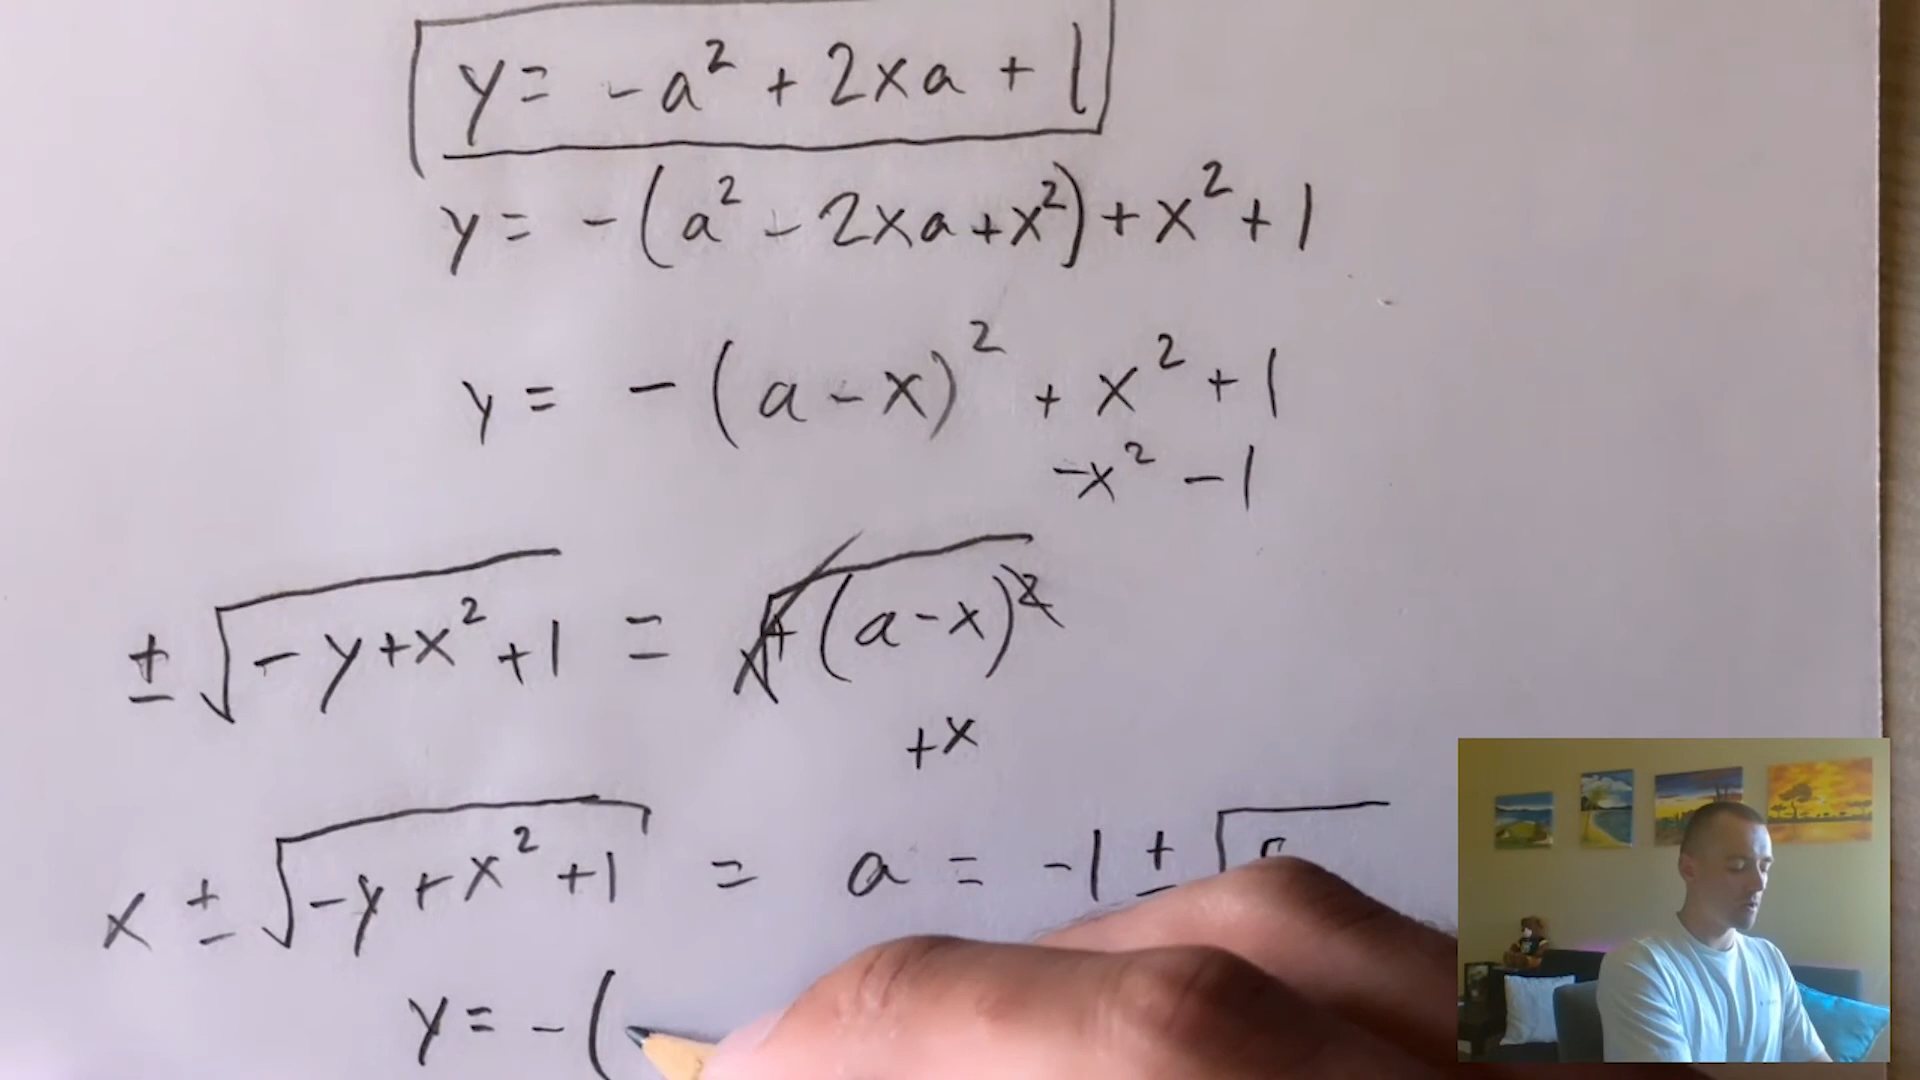 y = -a² + 2xa + 1
y = -(a² - 2xa + x²) + x² + 1
y = -(a - x)² + x² + 1
-x² - 1
± √-y + x² + 1 = √+(a - x)²
+x
x ± √-y + x² + 1 = a = -1 ± √
y = -(